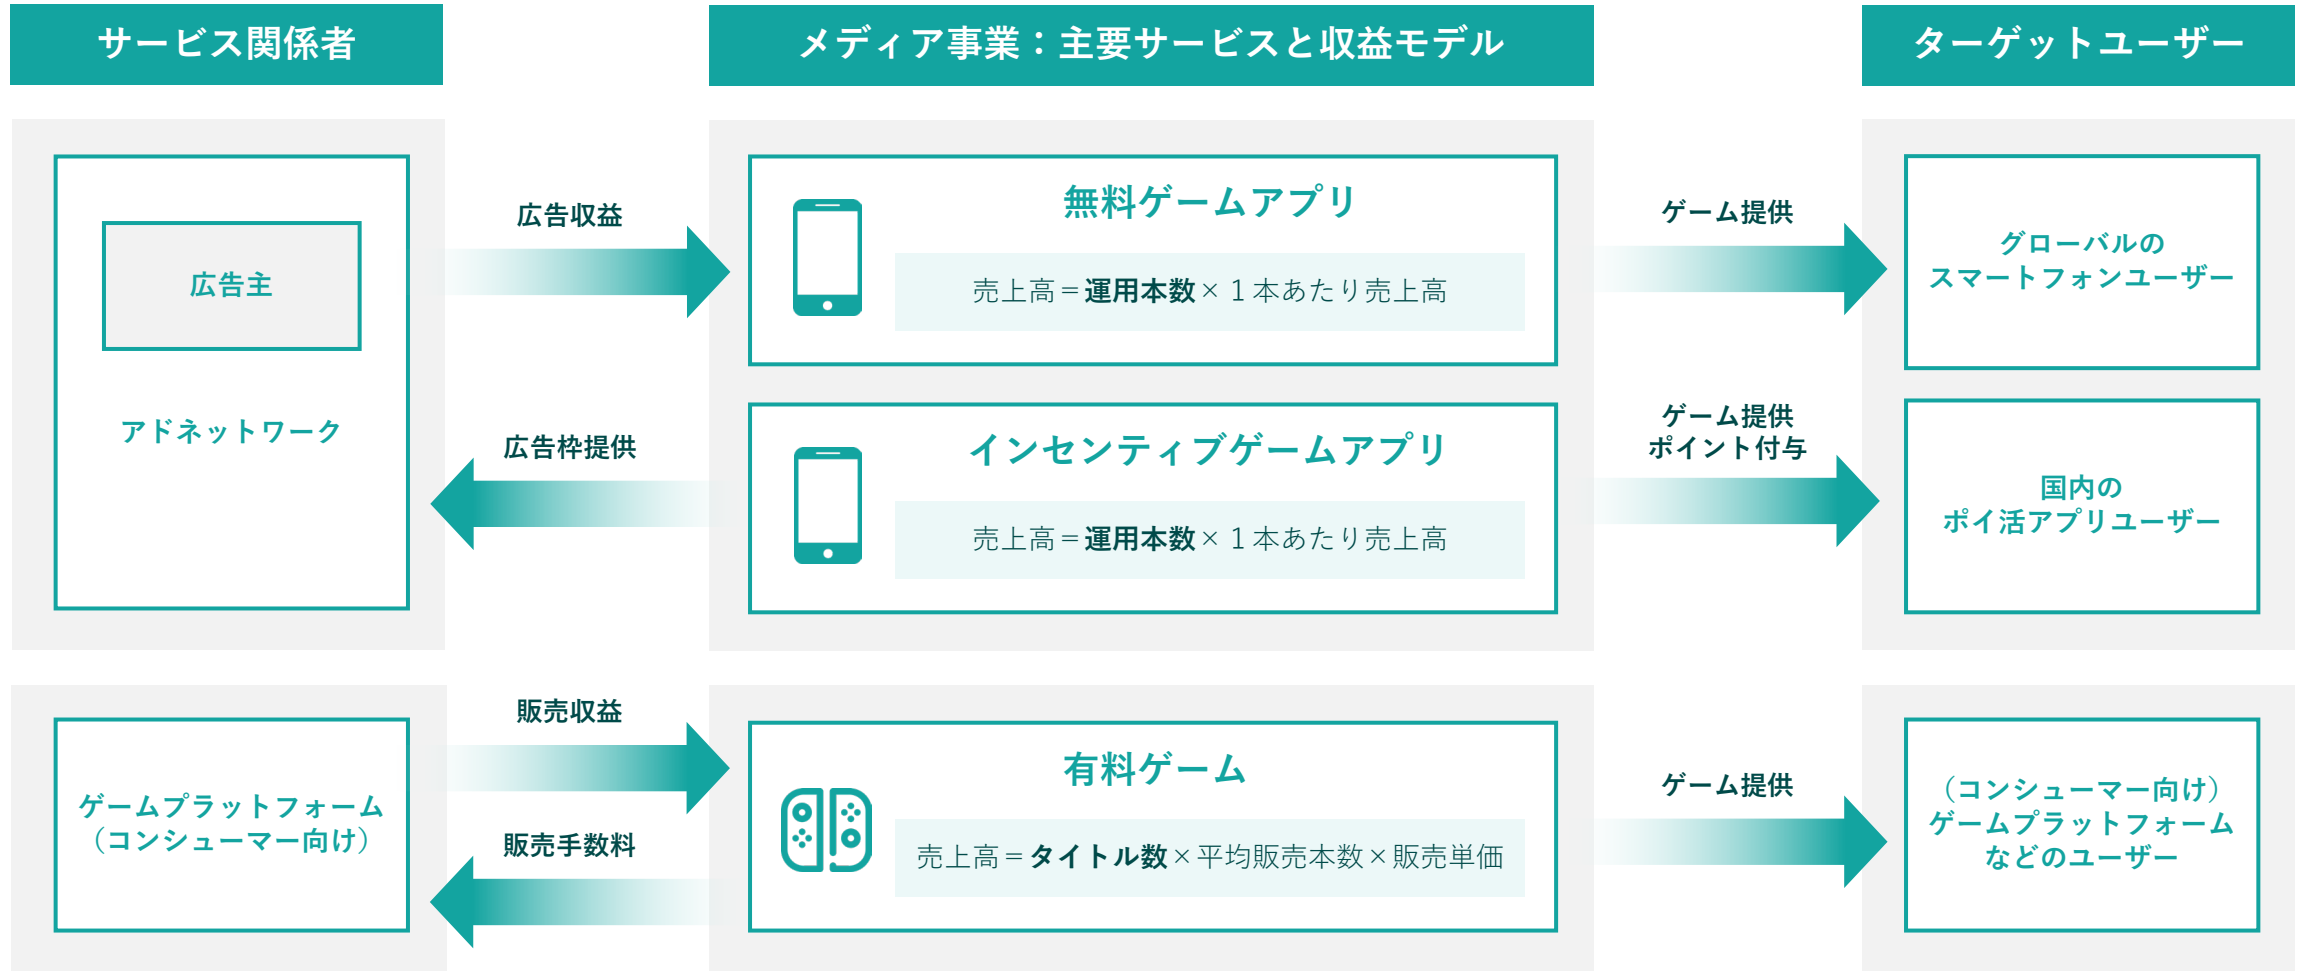 サービス関係者
メディア事業：主要サービスと収益モデル
ターゲットユーザー
広告主
アドネットワーク
広告収益
広告枠提供
無料ゲームアプリ
売上高＝運用本数×１本あたり売上高
インセンティブゲームアプリ
売上高＝運用本数×１本あたり売上高
ゲーム提供
グローバルの
スマートフォンユーザー
ゲーム提供
ポイント付与
国内の
ポイ活アプリユーザー
ゲームプラットフォーム
（コンシューマー向け）
販売収益
販売手数料
有料ゲーム
売上高＝タイトル数×平均販売本数×販売単価
ゲーム提供
（コンシューマー向け）
ゲームプラットフォーム
などのユーザー